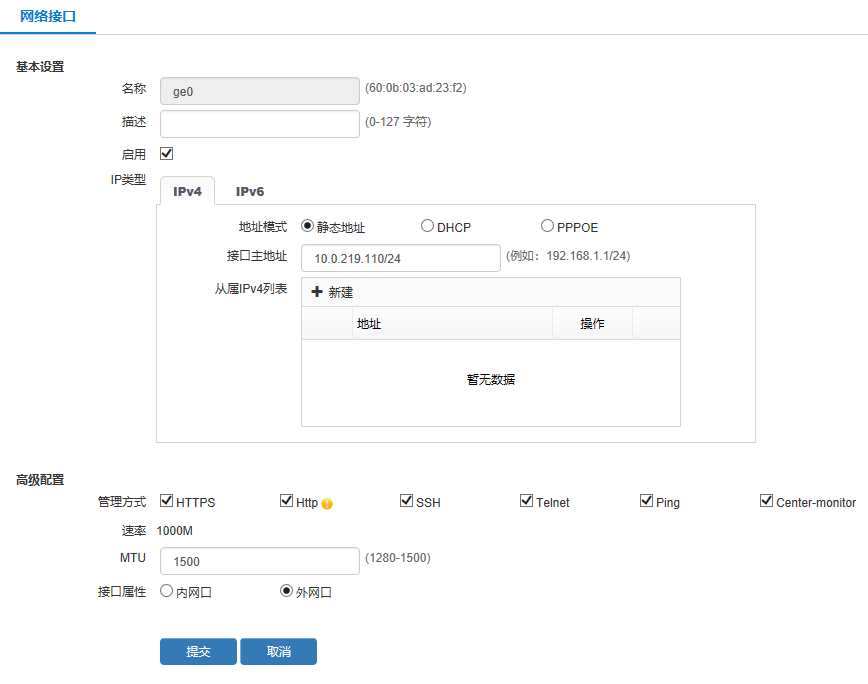 网络接口
基本设置
名称 ge0 (60:0b:03:ad:23:f2)
描述 (0-127 字符)
启用
IP类型 IPv4 IPv6
地址模式 静态地址 DHCP PPPOE
接口主地址 10.0.219.110/24 (例如：192.168.1.1/24)
从属IPv4列表 新建
地址 操作
暂无数据
高级配置
管理方式 HTTPS Http SSH Telnet Ping Center-monitor
速率 1000M
MTU 1500 (1280-1500)
接口属性 内网口 外网口
提交 取消